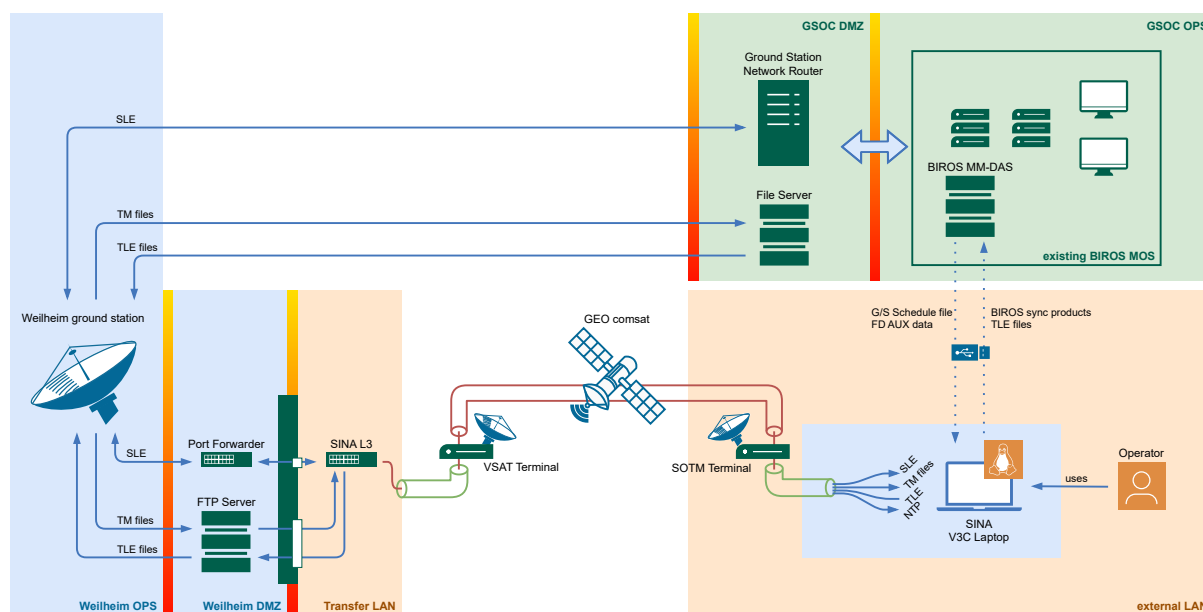 GSOC DMZ
GSOC OPS
Ground Station
Network Router
SLE
BIROS MM-DAS
File Server
TM files
TLE files
existing BIROS MOS
Weilheim ground station
GEO comsat
G/S Schedule file
FD AUX data
BIROS sync products
TLE files
Port Forwarder
SINA L3
SLE
VSAT Terminal
SOTM Terminal
SLE
TM files
TLE
NTP
Operator
uses
FTP Server
TM files
TLE files
SINA
V3C Laptop
Weilheim OPS
Weilheim DMZ
Transfer LAN
external LAN